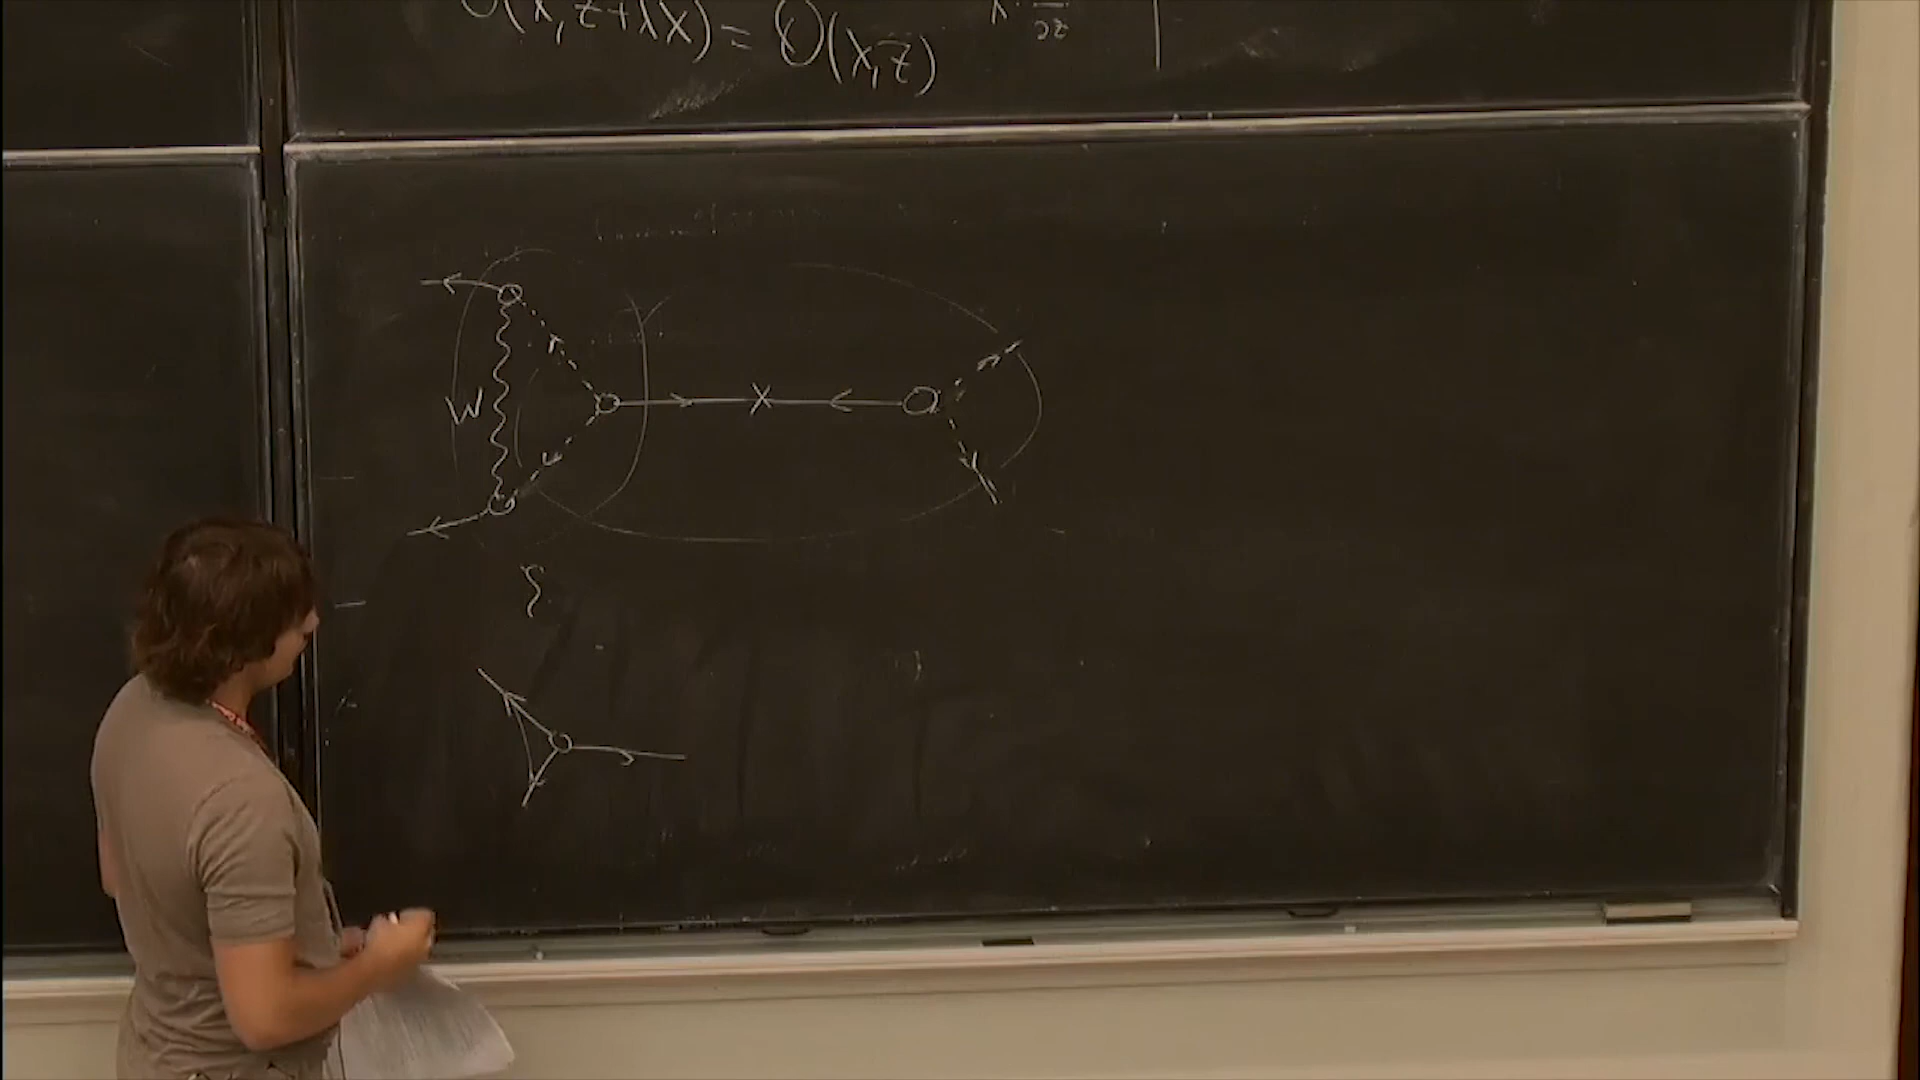 O(x, z+λx) = O(x, z)
W
X